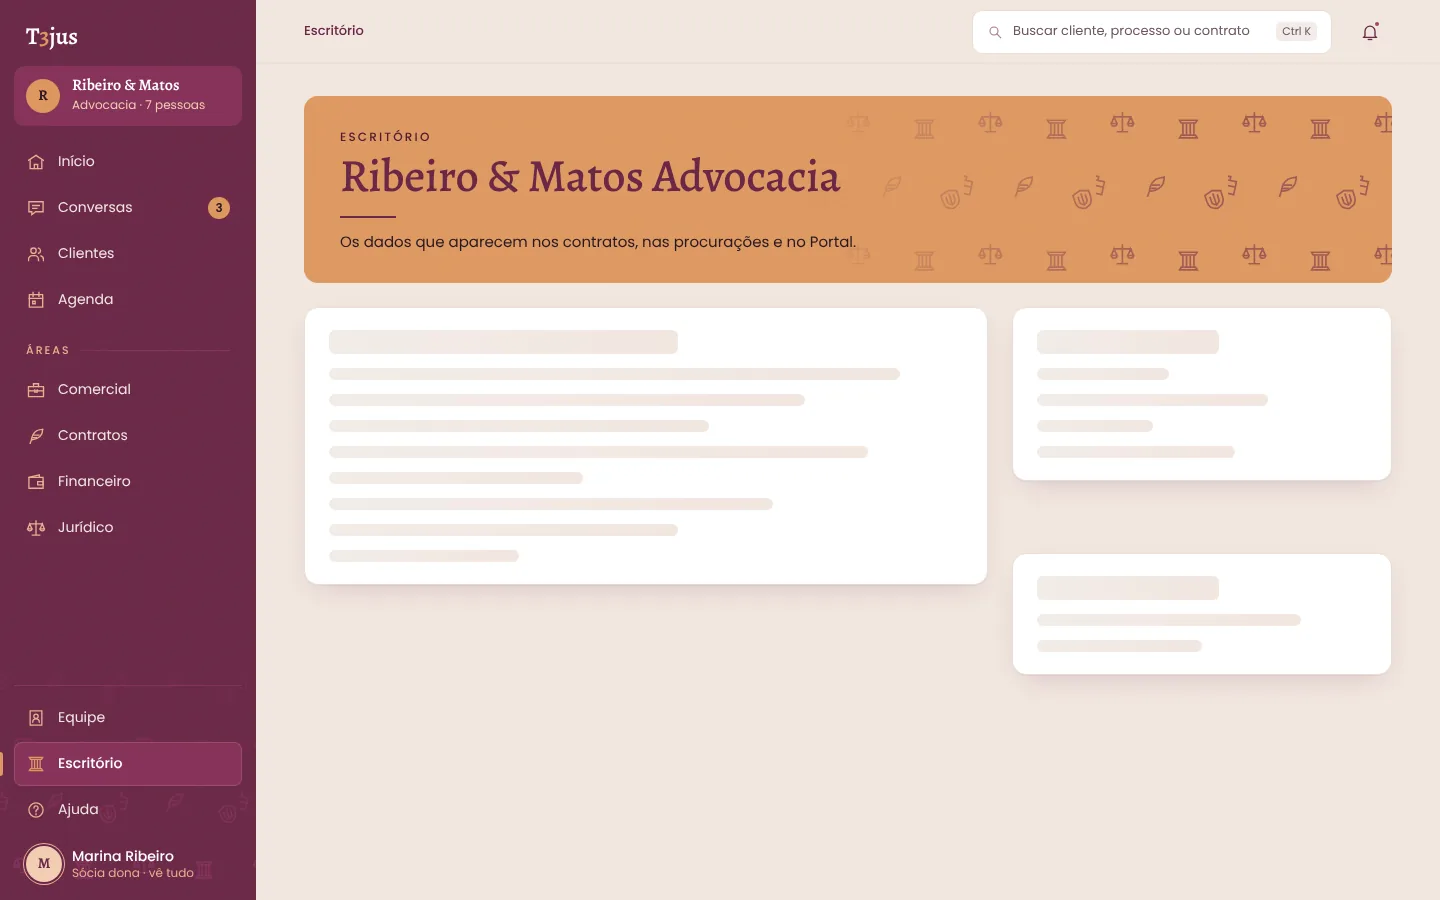 T3jus
R
Ribeiro & Matos
Advocacia · 7 pessoas
Início
Conversas
3
Clientes
Agenda
ÁREAS
Comercial
Contratos
Financeiro
Jurídico
Equipe
Escritório
Ajuda
M
Marina Ribeiro
Sócia dona · vê tudo
Escritório
Buscar cliente, processo ou contrato
Ctrl K
ESCRITÓRIO
Ribeiro & Matos Advocacia
Os dados que aparecem nos contratos, nas procurações e no Portal.